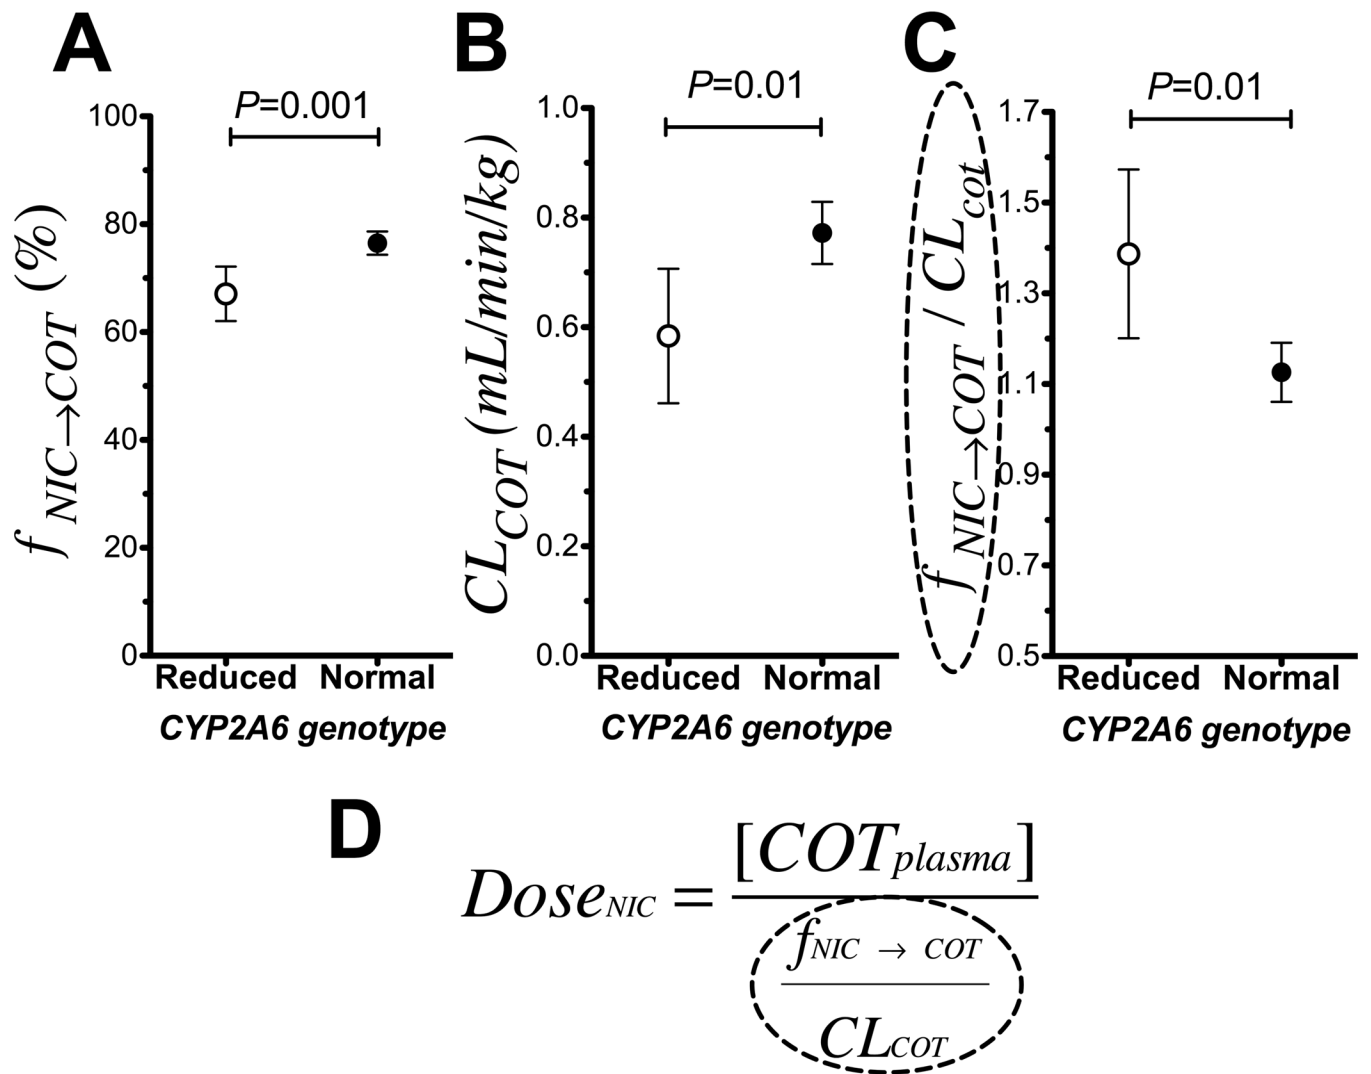 A
P=0.001
f NIC→COT (%)
100
80
60
40
20
0
Reduced Normal
CYP2A6 genotype
B
P=0.01
CL COT (mL/min/kg)
1.0
0.8
0.6
0.4
0.2
0.0
Reduced Normal
CYP2A6 genotype
C
P=0.01
f NIC→COT / CL cot
1.7
1.5
1.3
1.1
0.9
0.7
0.5
Reduced Normal
CYP2A6 genotype
D
[COT plasma]
Dose NIC =
f NIC → COT
CL COT